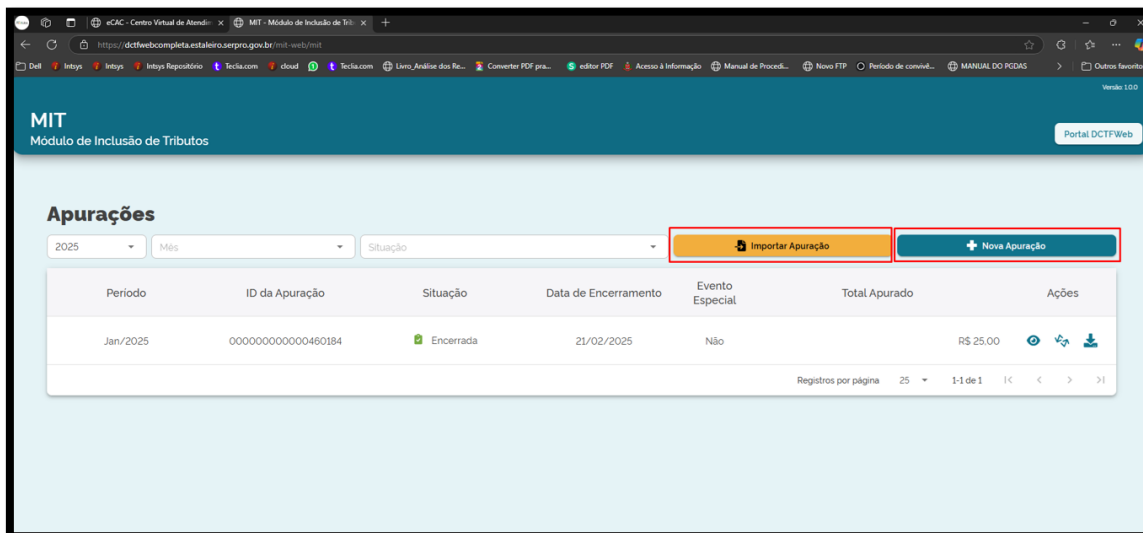 eCAC - Centro Virtual de Atendim
MIT - Módulo de Inclusão de Trib
https://dctfwebcompleta.estaleiro.serpro.gov.br/mit-web/mit
Dell Intsys Intsys Intsys Repositório Teclia.com cloud Teclia.com Livro_Análise dos Re... Converter PDF pra... editor PDF Acesso à Informação Manual de Procedi... Novo FTP Período de convivê... MANUAL DO PGDAS Outros favorito
Versão 1.0.0
MIT
Módulo de Inclusão de Tributos
Portal DCTFWeb
Apurações
2025 Mês Situação Importar Apuração Nova Apuração
Período ID da Apuração Situação Data de Encerramento Evento Especial Total Apurado Ações
Jan/2025 000000000000460184 Encerrada 21/02/2025 Não R$ 25,00
Registros por página 25 1-1 de 1